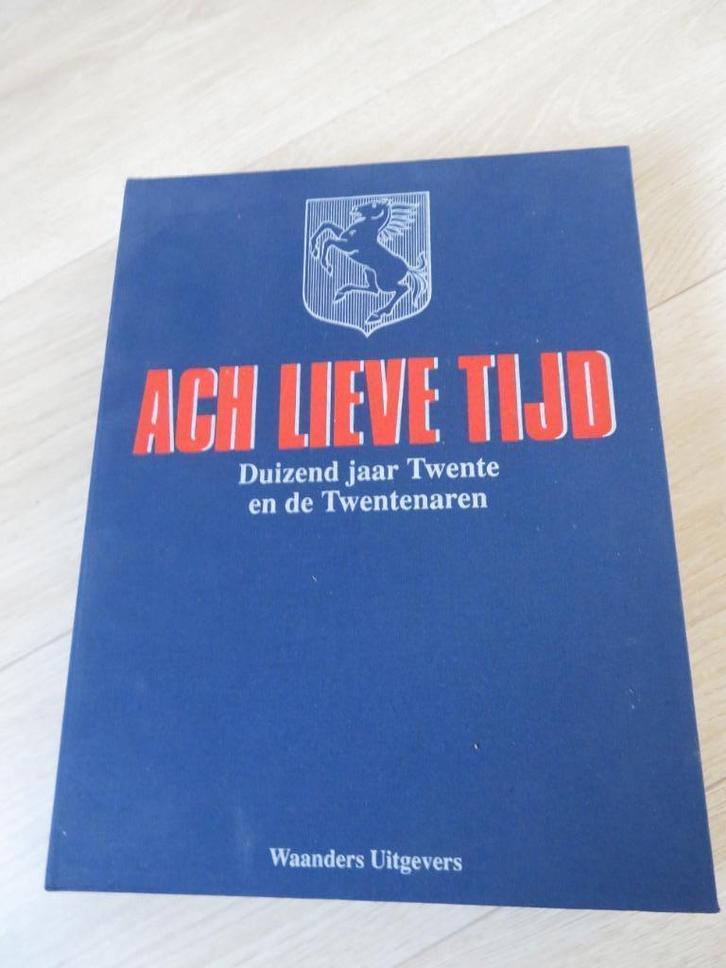 ACH LIEVE TIJD
Duizend jaar Twente
en de Twentenaren
Waanders Uitgevers